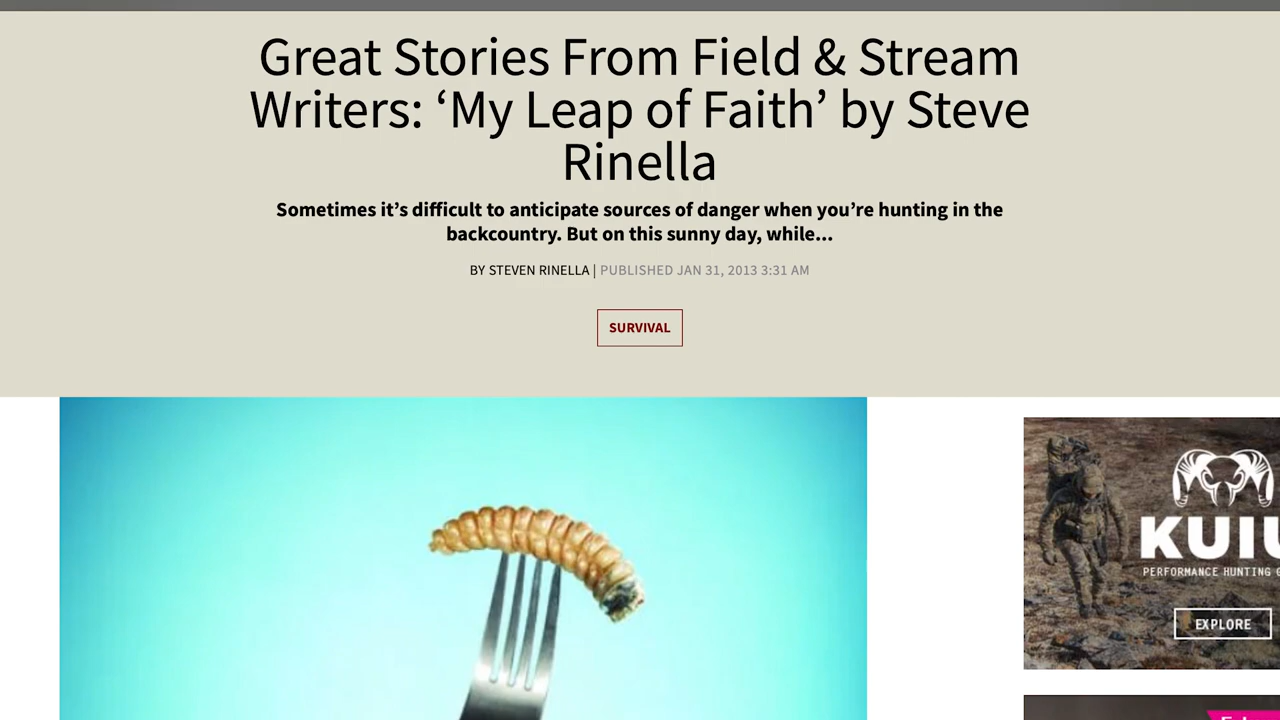 Great Stories From Field & Stream
Writers: ‘My Leap of Faith’ by Steve
Rinella
Sometimes it’s difficult to anticipate sources of danger when you’re hunting in the
backcountry. But on this sunny day, while...
BY STEVEN RINELLA | PUBLISHED JAN 31, 2013 3:31 AM
SURVIVAL
PERFORMANCE HUNTING
EXPLORE